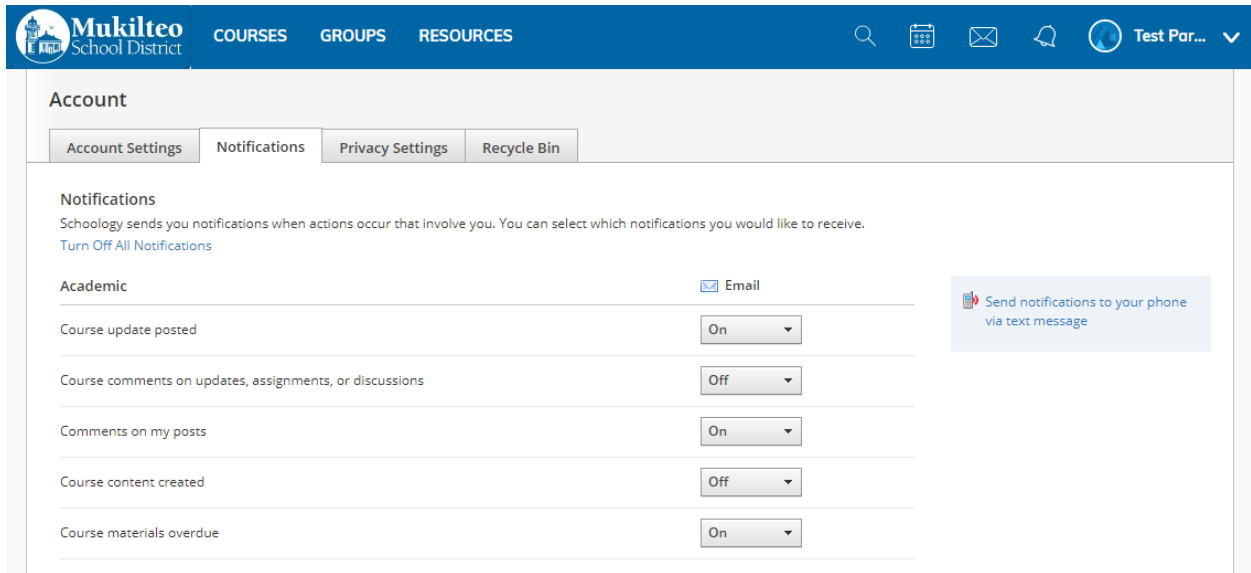 Mukilteo
School District
COURSES GROUPS RESOURCES
Test Par...
Account
Account Settings Notifications Privacy Settings Recycle Bin
Notifications
Schoology sends you notifications when actions occur that involve you. You can select which notifications you would like to receive.
Turn Off All Notifications
Academic Email
Send notifications to your phone
via text message
Course update posted On
Course comments on updates, assignments, or discussions Off
Comments on my posts On
Course content created Off
Course materials overdue On